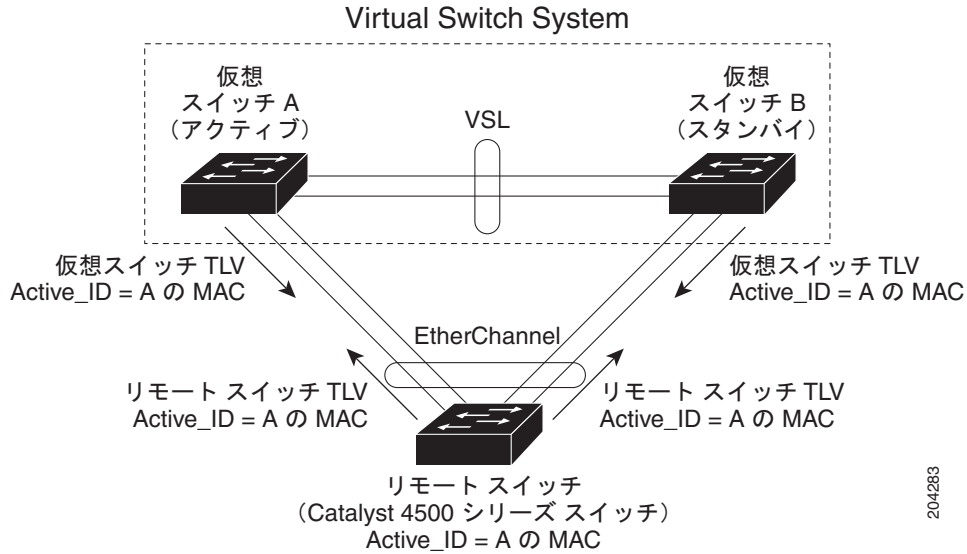 Virtual Switch System
仮想
スイッチ A
（アクティブ）
VSL
仮想
スイッチ B
（スタンバイ）
仮想スイッチ TLV
Active_ID = A の MAC
仮想スイッチ TLV
Active_ID = A の MAC
EtherChannel
リモート スイッチ TLV
Active_ID = A の MAC
リモート スイッチ TLV
Active_ID = A の MAC
リモート スイッチ
（Catalyst 4500 シリーズ スイッチ）
Active_ID = A の MAC
204283